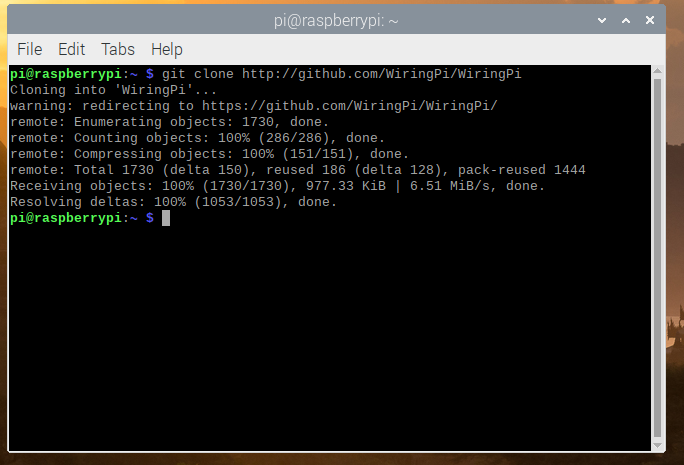 pi@raspberrypi: ~
File Edit Tabs Help
pi@raspberrypi:~ $ git clone http://github.com/WiringPi/WiringPi
Cloning into 'WiringPi'...
warning: redirecting to https://github.com/WiringPi/WiringPi/
remote: Enumerating objects: 1730, done.
remote: Counting objects: 100% (286/286), done.
remote: Compressing objects: 100% (151/151), done.
remote: Total 1730 (delta 150), reused 186 (delta 128), pack-reused 1444
Receiving objects: 100% (1730/1730), 977.33 KiB | 6.51 MiB/s, done.
Resolving deltas: 100% (1053/1053), done.
pi@raspberrypi:~ $